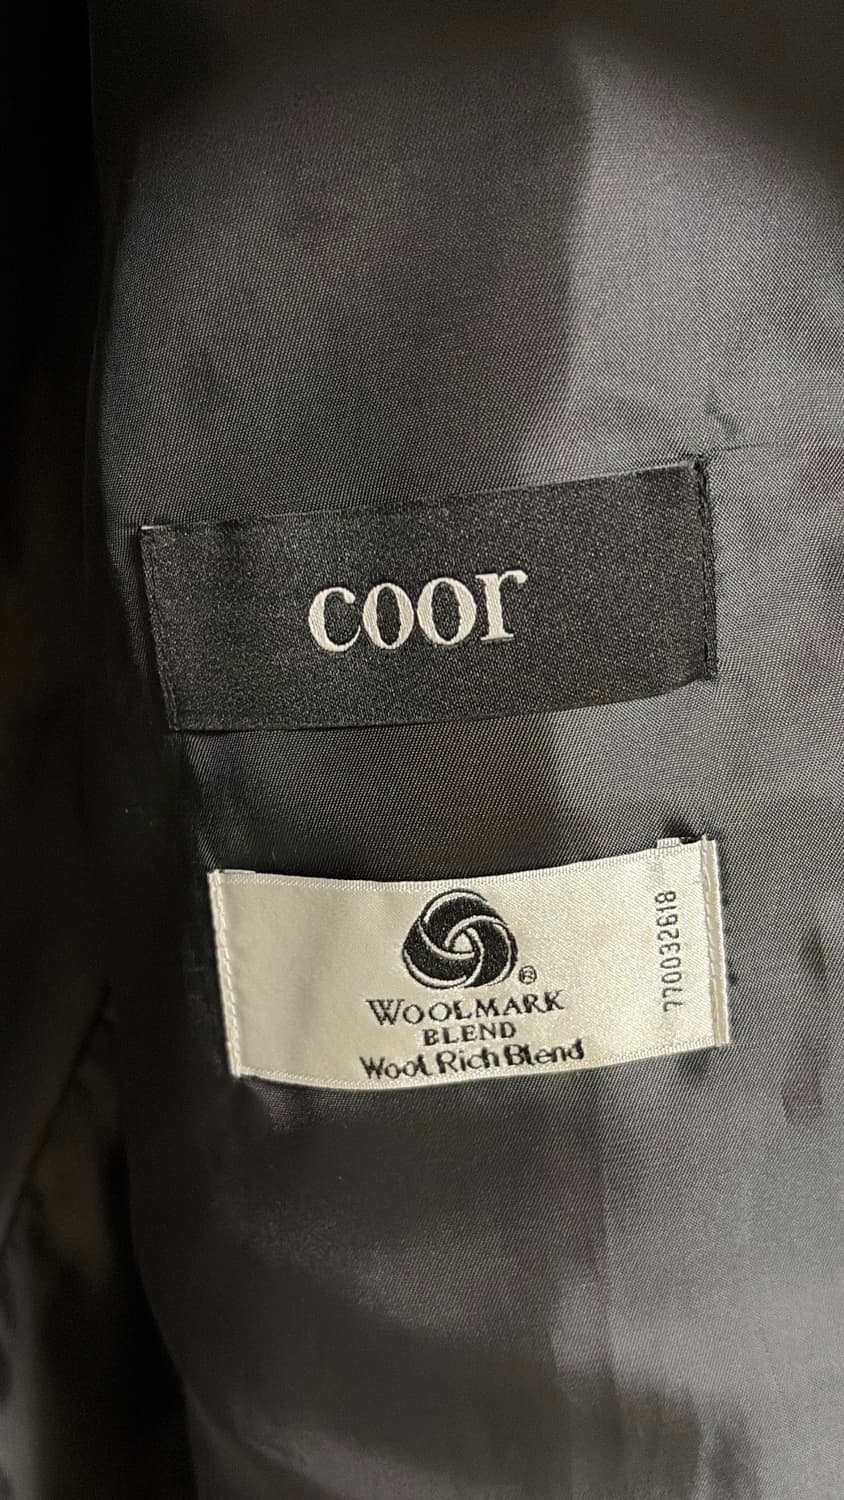 coor
®
WOOLMARK
BLEND
Wool Rich Blend
770032618